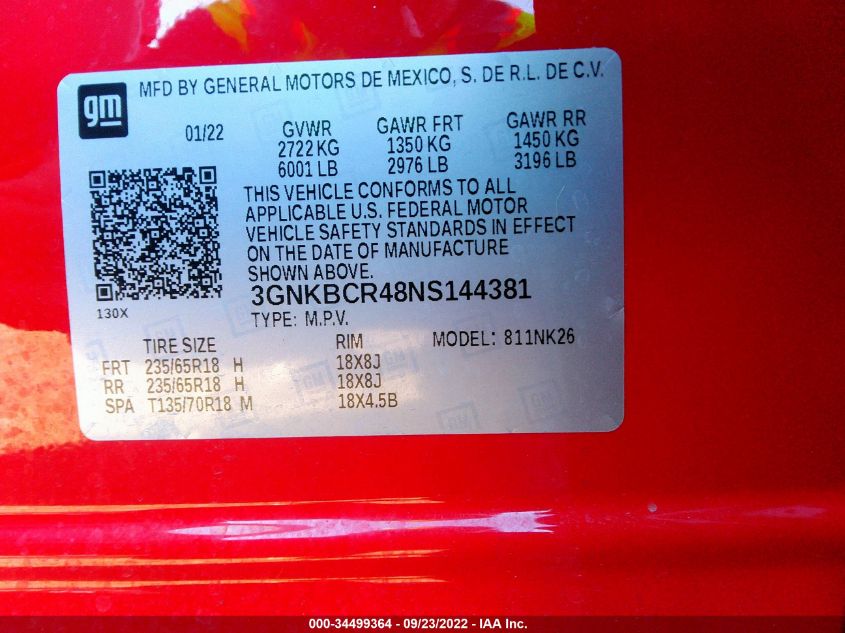 gm
MFD BY GENERAL MOTORS DE MEXICO, S. DE R.L. DE C.V.
01/22 GVWR GAWR FRT GAWR RR
2722 KG 1350 KG 1450 KG
6001 LB 2976 LB 3196 LB
THIS VEHICLE CONFORMS TO ALL
APPLICABLE U.S. FEDERAL MOTOR
VEHICLE SAFETY STANDARDS IN EFFECT
ON THE DATE OF MANUFACTURE
SHOWN ABOVE.
3GNKBCR48NS144381
130X
TYPE: M.P.V.
TIRE SIZE RIM MODEL: 811NK26
FRT 235/65R18 H 18X8J
RR 235/65R18 H 18X8J
SPA T135/70R18 M 18X4.5B
000-34499364 - 09/23/2022 - IAA Inc.